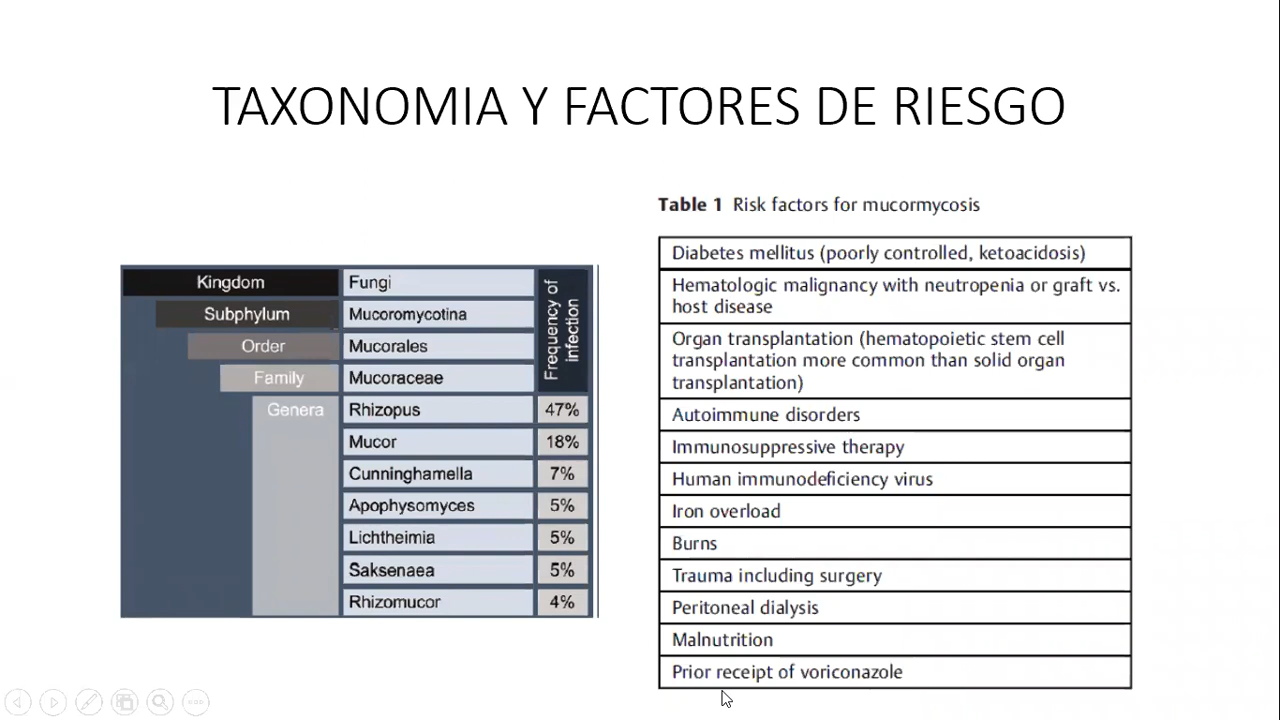 TAXONOMIA Y FACTORES DE RIESGO
Kingdom Fungi
Subphylum Mucoromycotina
Order Mucorales
Family Mucoraceae
Frequency of
infection
Genera Rhizopus 47%
Mucor 18%
Cunninghamella 7%
Apophysomyces 5%
Lichtheimia 5%
Saksenaea 5%
Rhizomucor 4%
Table 1 Risk factors for mucormycosis
Diabetes mellitus (poorly controlled, ketoacidosis)
Hematologic malignancy with neutropenia or graft vs.
host disease
Organ transplantation (hematopoietic stem cell
transplantation more common than solid organ
transplantation)
Autoimmune disorders
Immunosuppressive therapy
Human immunodeficiency virus
Iron overload
Burns
Trauma including surgery
Peritoneal dialysis
Malnutrition
Prior receipt of voriconazole